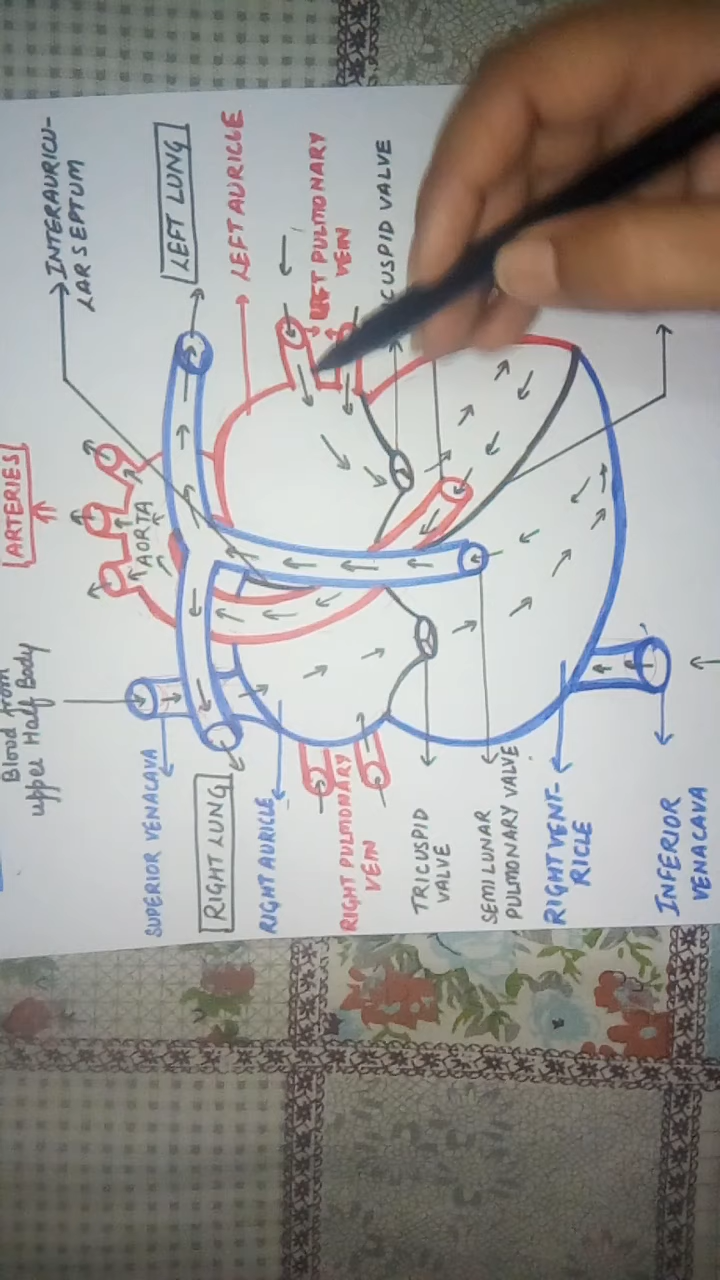 INTERAURICU-
LAR SEPTUM
LEFT LUNG
LEFT AURICLE
LEFT PULMONARY
VEIN
CUSPID VALVE
ARTERIES
AORTA
Blood from
upper Half Body
SUPERIOR VENACAVA
RIGHT LUNG
RIGHT AURICLE
RIGHT PULMONARY
VEIN
TRICUSPID
VALVE
SEMI LUNAR
PULMONARY VALVE
RIGHT VENT-
RICLE
INFERIOR
VENACAVA